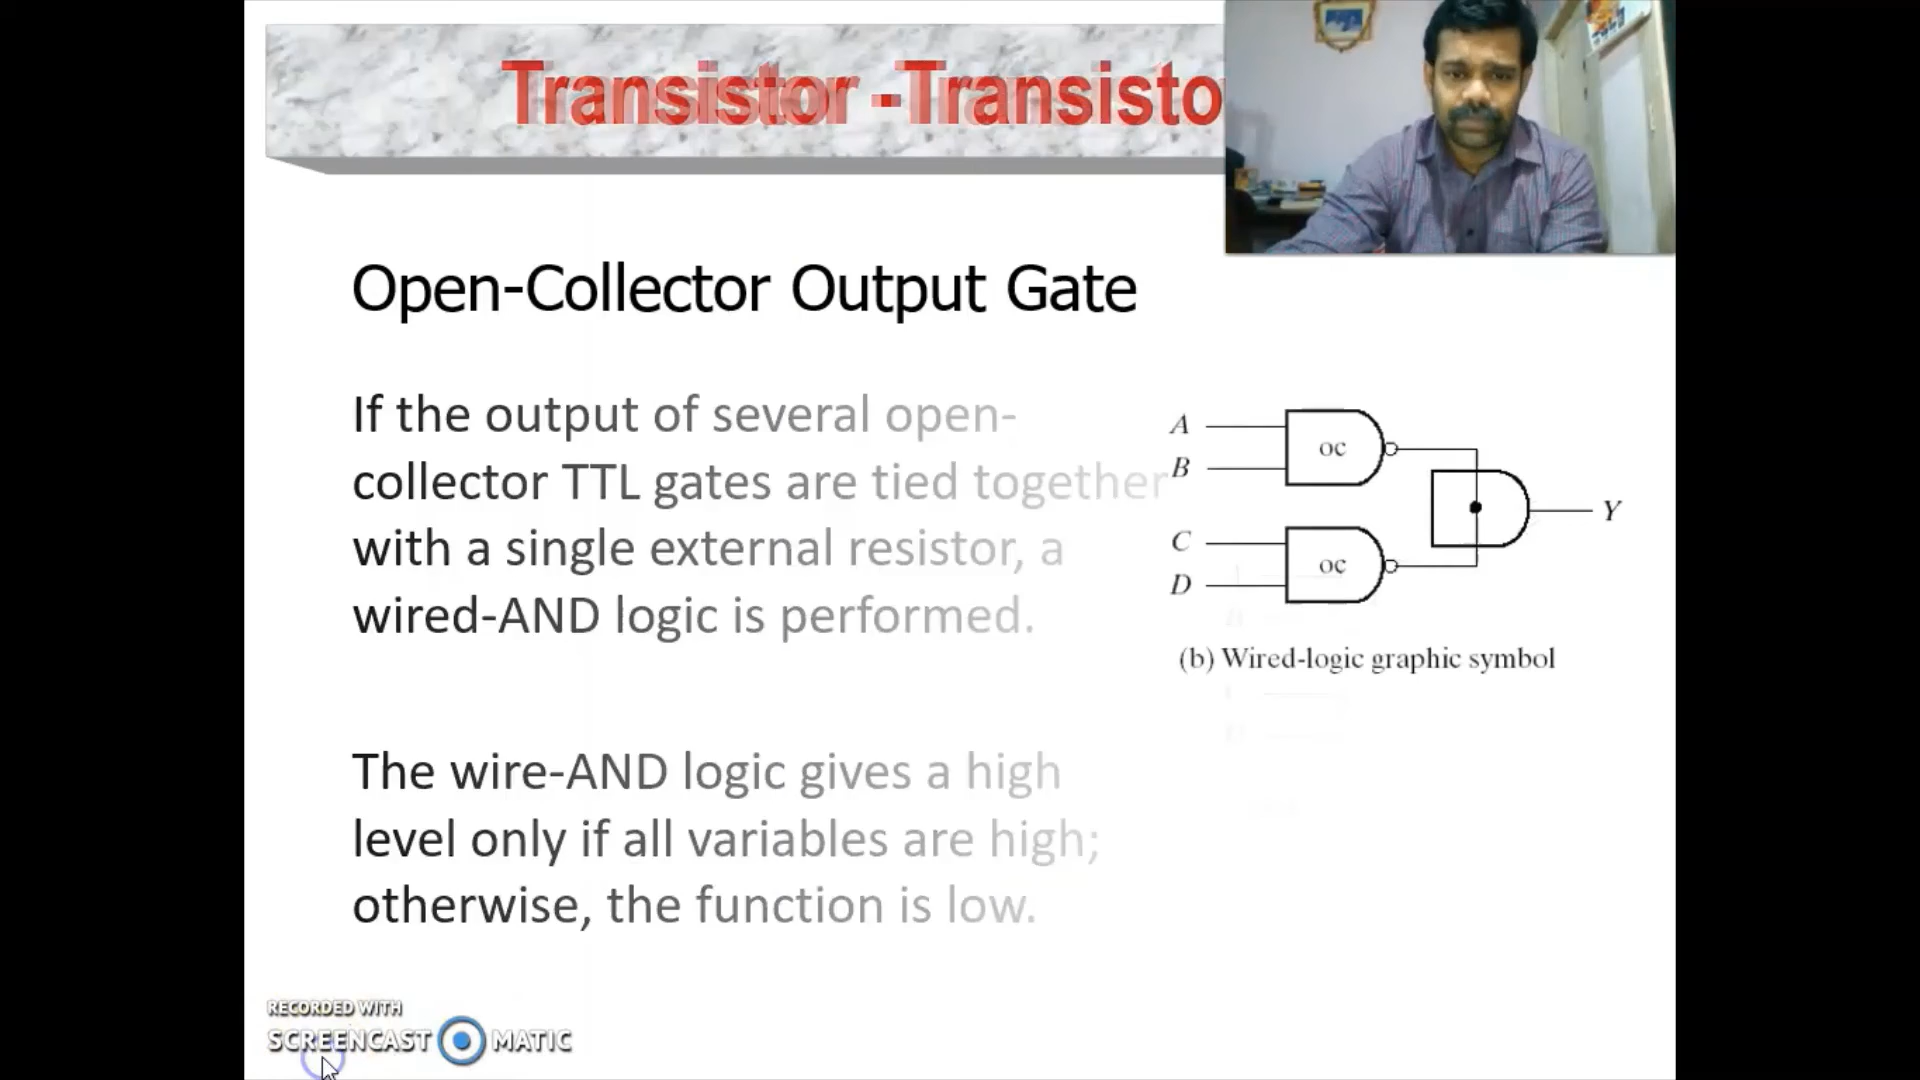 Transistor -Transisto
Open-Collector Output Gate
If the output of several open-
collector TTL gates are tied together
with a single external resistor, a
wired-AND logic is performed.
The wire-AND logic gives a high
level only if all variables are high;
otherwise, the function is low.
A
B
OC
C
D
OC
Y
(b) Wired-logic graphic symbol
RECORDED WITH
SCREENCAST MATIC